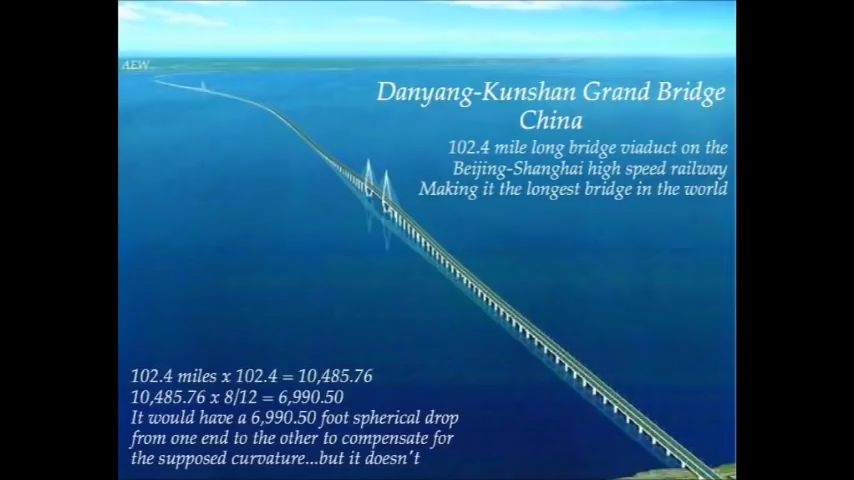 AEW
Danyang-Kunshan Grand Bridge
China
102.4 mile long bridge viaduct on the
Beijing-Shanghai high speed railway
Making it the longest bridge in the world
102.4 miles x 102.4 = 10,485.76
10,485.76 x 8/12 = 6,990.50
It would have a 6,990.50 foot spherical drop
from one end to the other to compensate for
the supposed curvature...but it doesn't